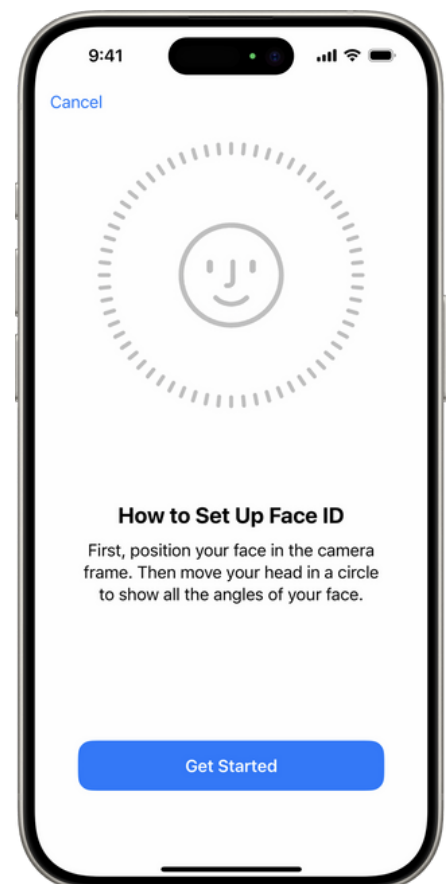 9:41
Cancel
How to Set Up Face ID
First, position your face in the camera
frame. Then move your head in a circle
to show all the angles of your face.
Get Started